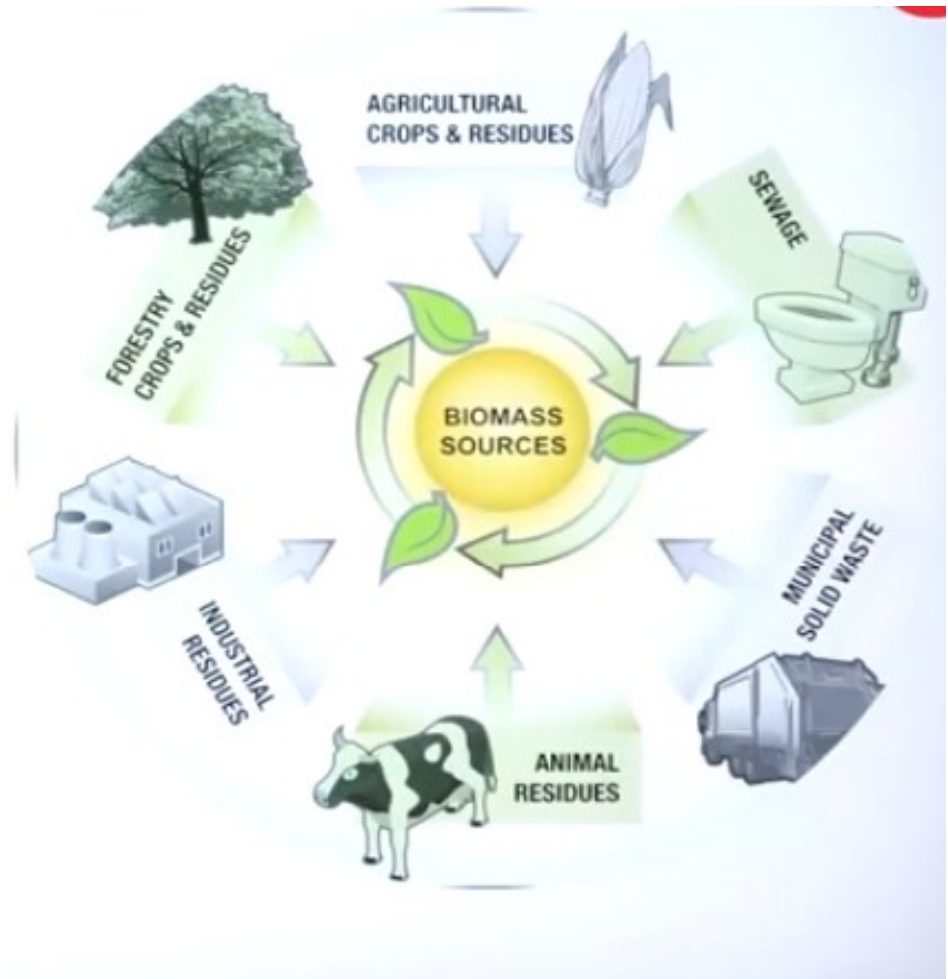 AGRICULTURAL
CROPS & RESIDUES
SEWAGE
FORESTRY
CROPS & RESIDUES
BIOMASS
SOURCES
MUNICIPAL
SOLID WASTE
INDUSTRIAL
RESIDUES
ANIMAL
RESIDUES